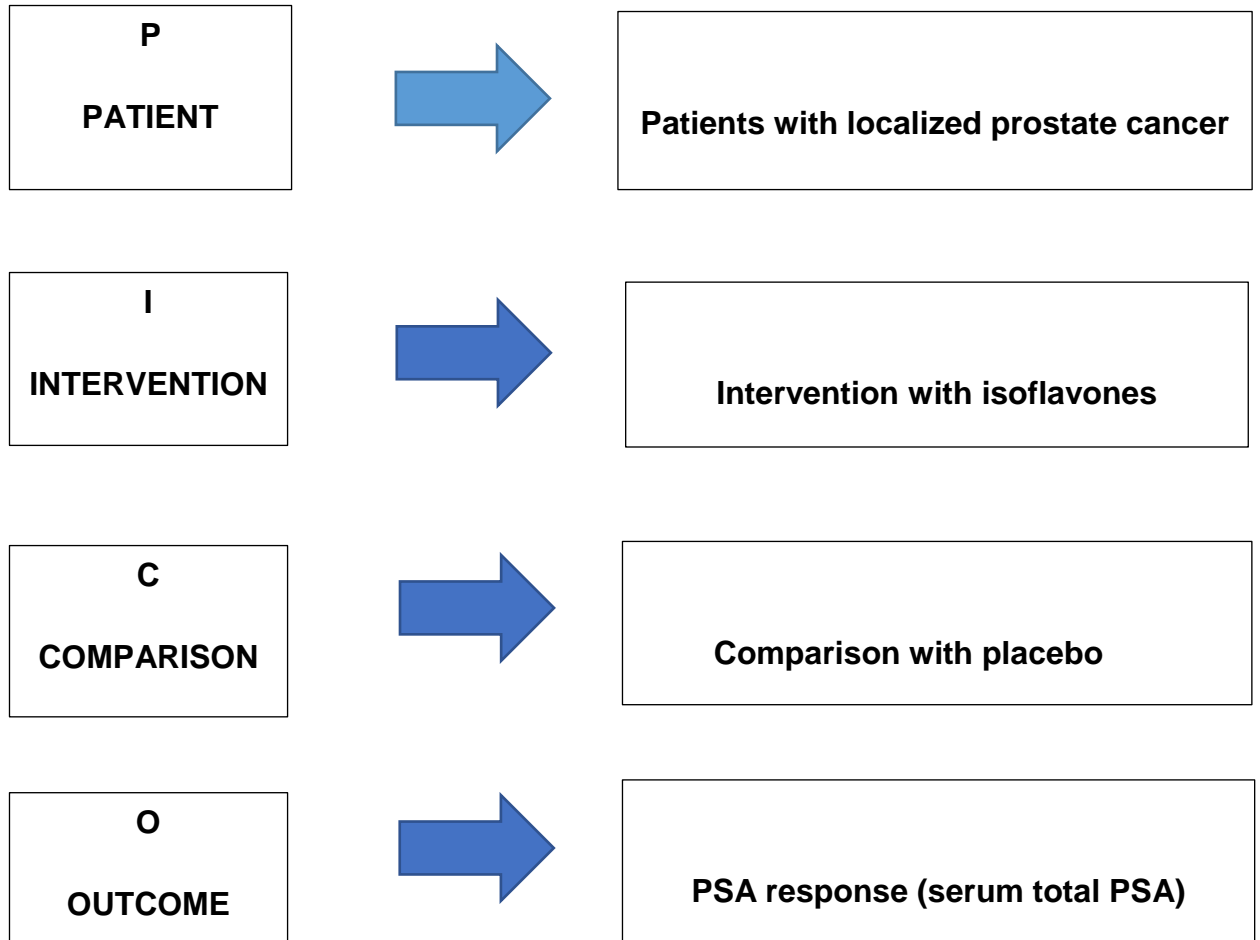 P
PATIENT
Patients with localized prostate cancer
I
INTERVENTION
Intervention with isoflavones
C
COMPARISON
Comparison with placebo
O
OUTCOME
PSA response (serum total PSA)